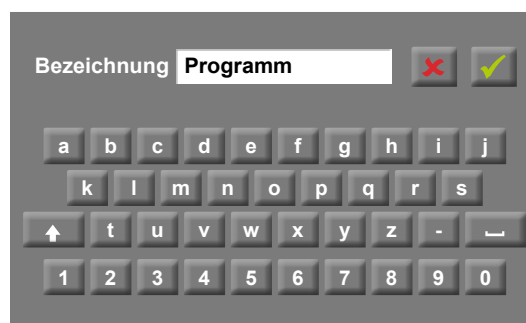 Bezeichnung Programm
a b c d e f g h i j
k l m n o p q r s
t u v w x y z -
1 2 3 4 5 6 7 8 9 0